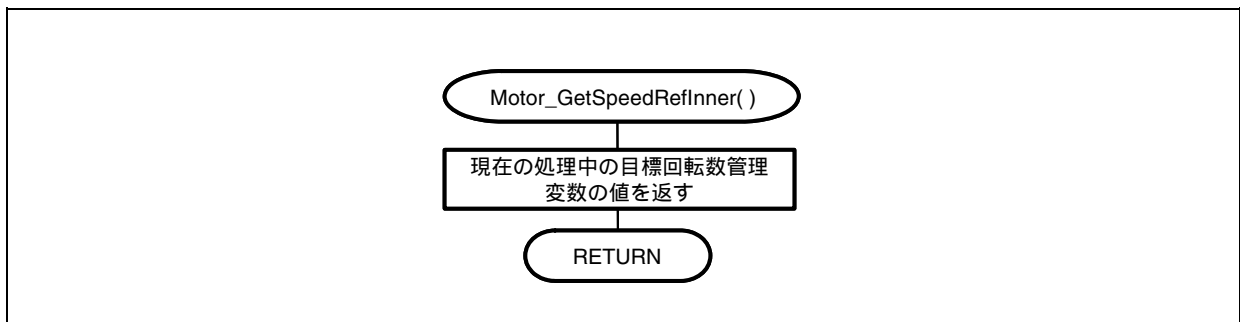 Motor_GetSpeedRefInner( )
現在の処理中の目標回転数管理
変数の値を返す
RETURN